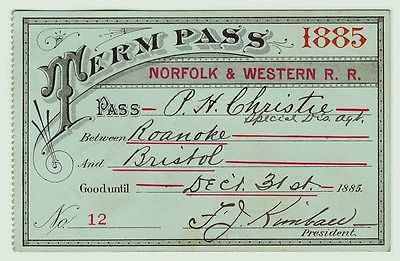 TERM PASS 1885
NORFOLK & WESTERN R. R.
PASS P. H. Christie
Special Dis. agt.
Between Roanoke
And Bristol
Good until Dec't. 31st. 1885.
No 12 F. J. Kimball
President.